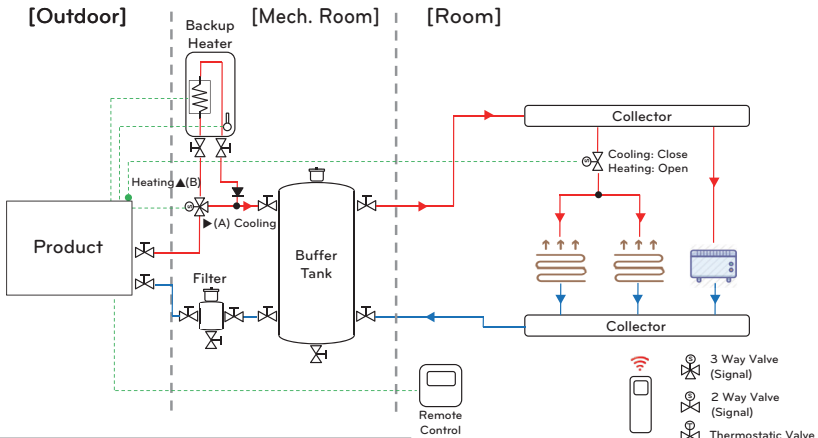 [Outdoor]
[Mech. Room]
[Room]
Backup
Heater
Collector
Cooling: Close
Heating: Open
S
Heating▲(B)
S
▶(A) Cooling
Product
Buffer
Tank
Filter
Collector
Remote
Control
S
3 Way Valve
(Signal)
S
2 Way Valve
(Signal)
T
Thermostatic Valve